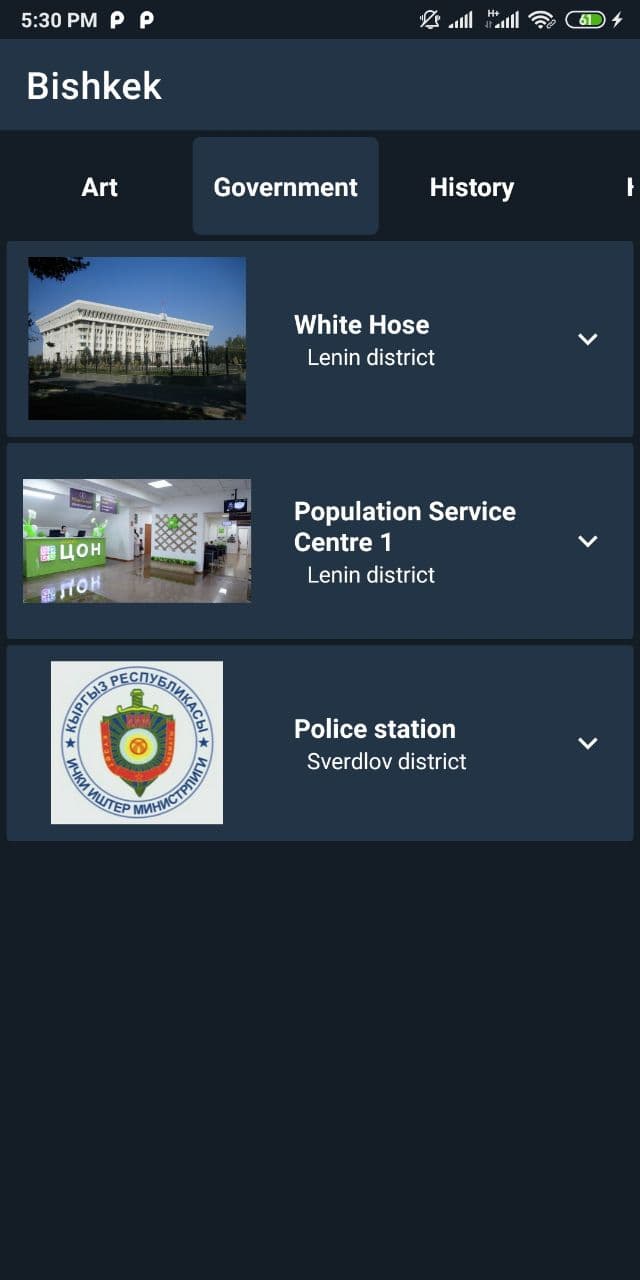 5:30 PM
H+
61
Bishkek
Art
Government
History
White Hose
Lenin district
ЦОН
Population Service
Centre 1
Lenin district
КЫРГЫЗ РЕСПУБЛИКАСЫ
ИЧКИ ИШТЕР МИНИСТРЛИГИ
Police station
Sverdlov district